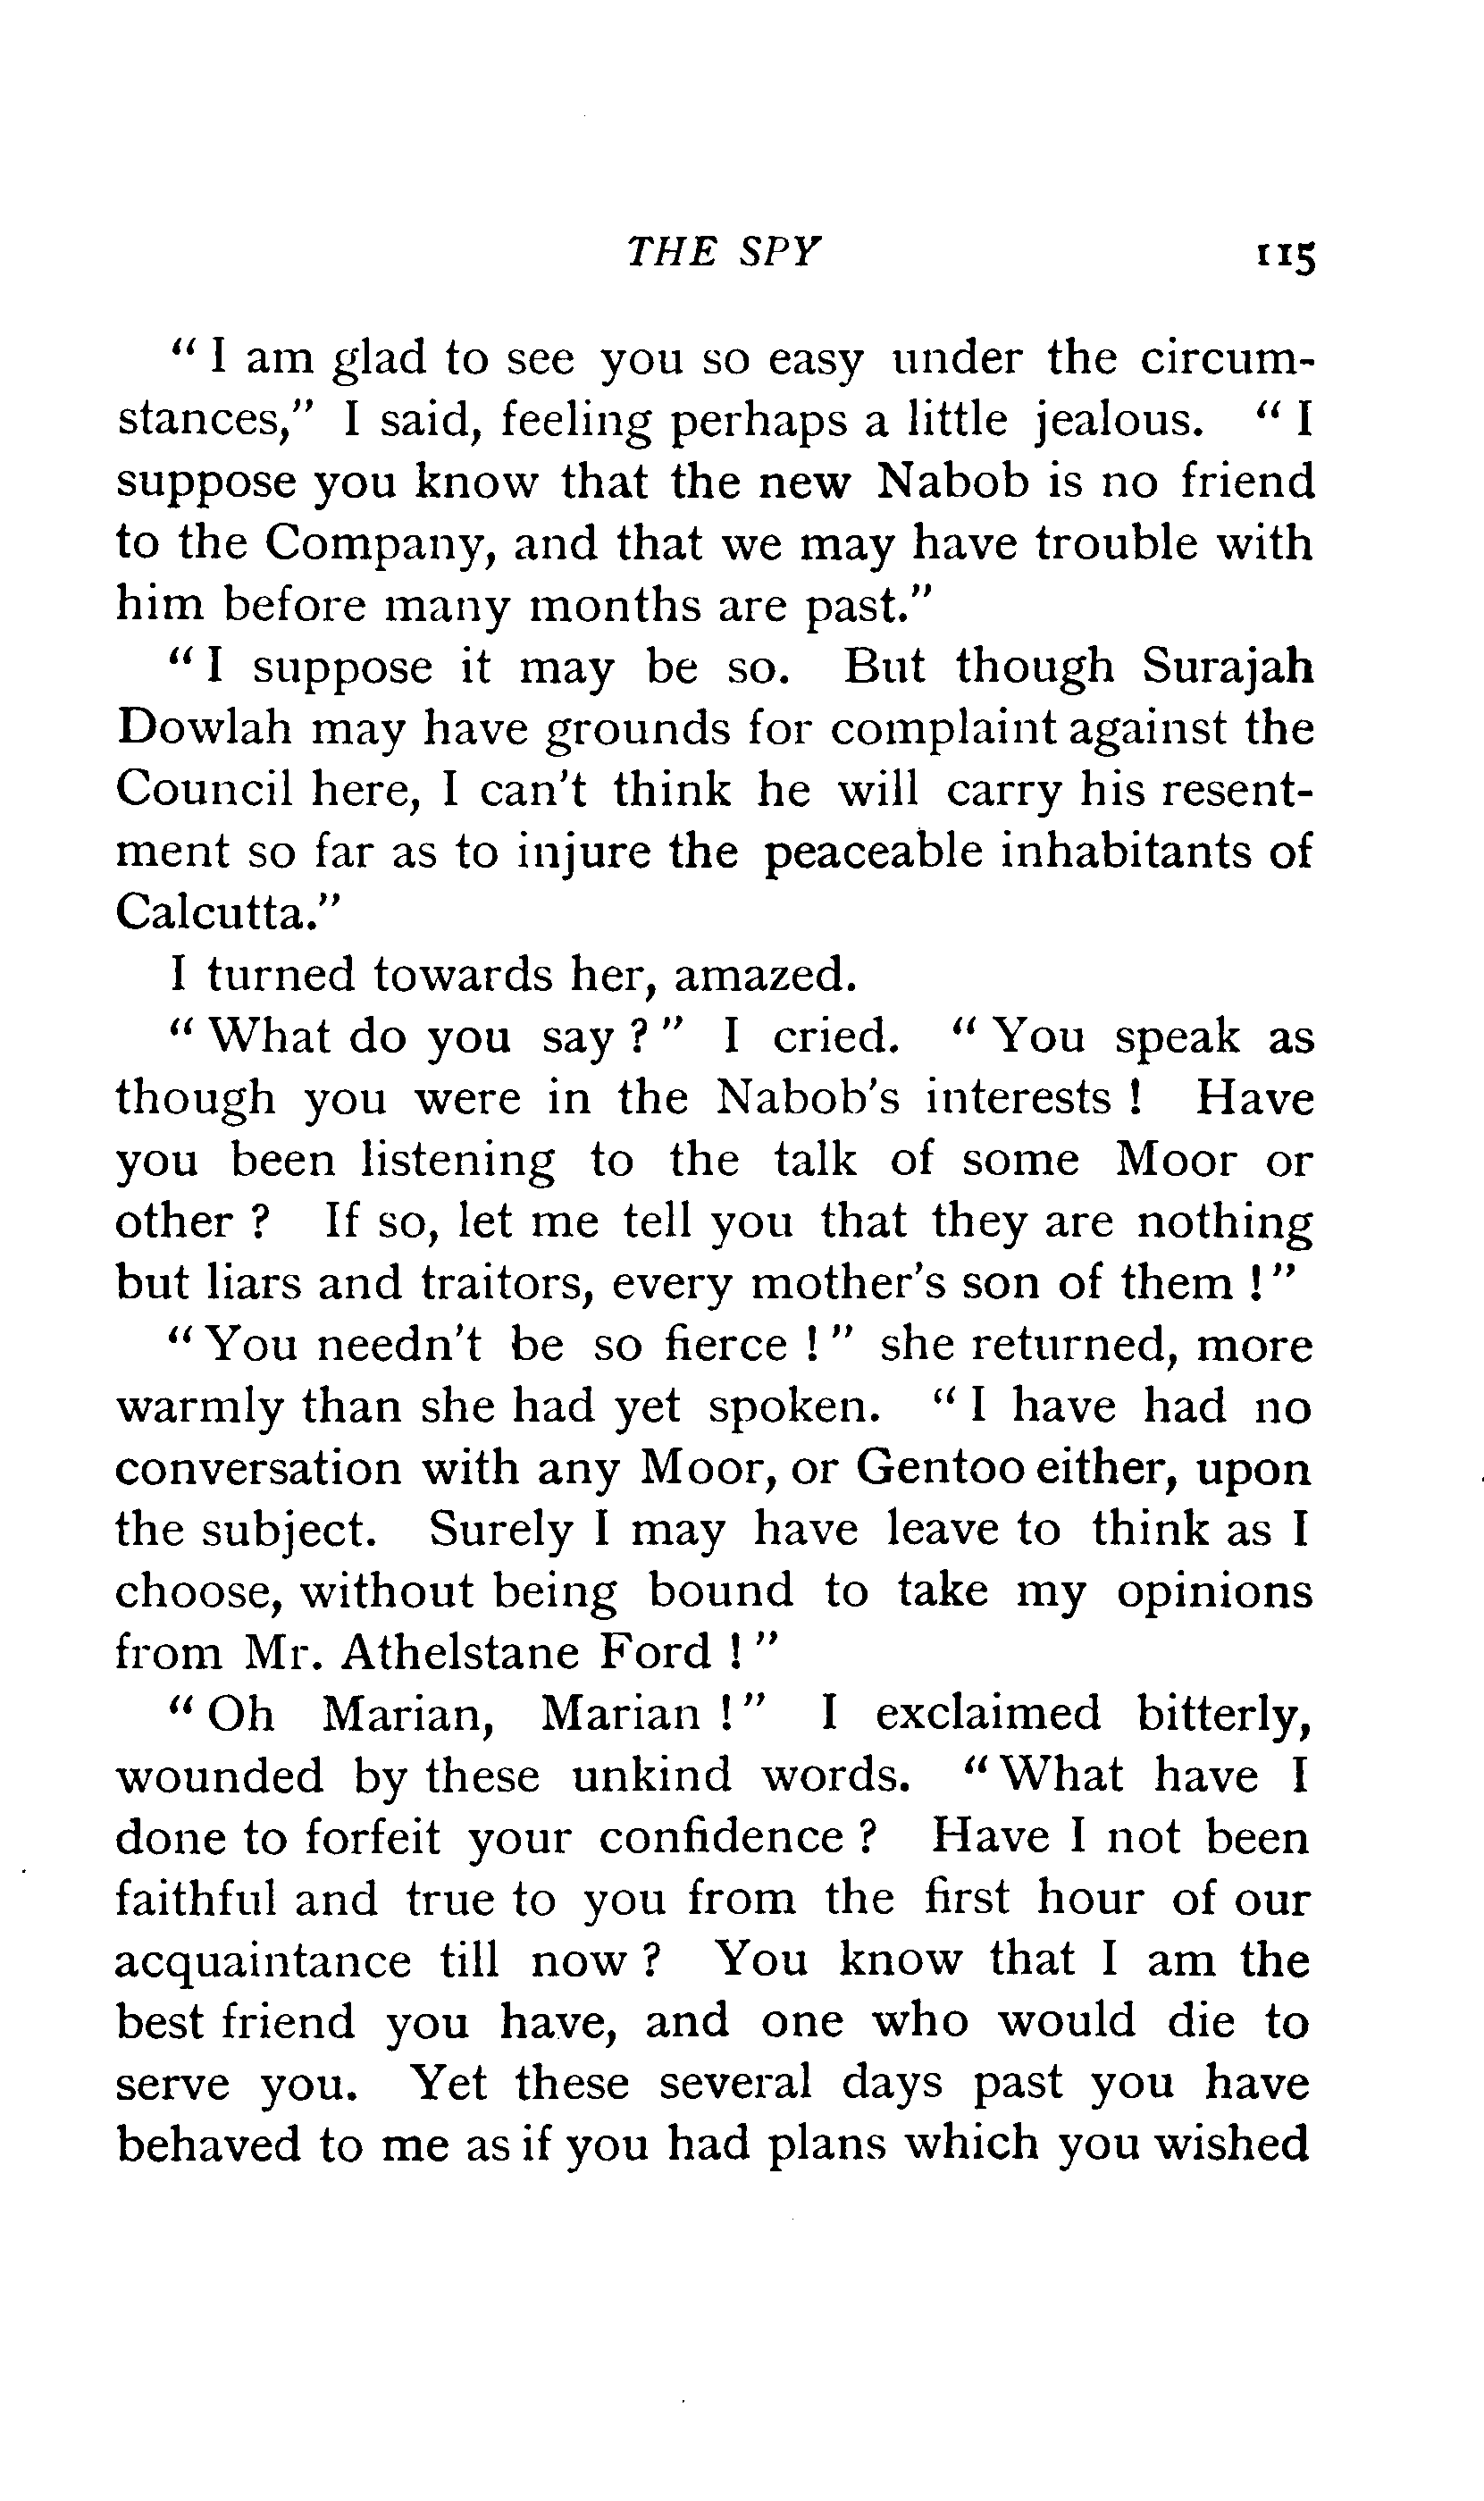 THE SPY 115
" I am glad to see you so easy under the circum-
stances," I said, feeling perhaps a little jealous. " I
suppose you know that the new Nabob is no friend
to the Company, and that we may have trouble with
him before many months are past."
" I suppose it may be so. But though Surajah
Dowlah may have grounds for complaint against the
Council here, I can't think he will carry his resent-
ment so far as to injure the peaceable inhabitants of
Calcutta."
I turned towards her, amazed.
" What do you say ? " I cried. " You speak as
though you were in the Nabob's interests ! Have
you been listening to the talk of some Moor or
other ? If so, let me tell you that they are nothing
but liars and traitors, every mother's son of them ! "
" You needn't be so fierce ! " she returned, more
warmly than she had yet spoken. " I have had no
conversation with any Moor, or Gentoo either, upon
the subject. Surely I may have leave to think as I
choose, without being bound to take my opinions
from Mr. Athelstane Ford ! "
" Oh Marian, Marian ! " I exclaimed bitterly,
wounded by these unkind words. " What have I
done to forfeit your confidence ? Have I not been
faithful and true to you from the first hour of our
acquaintance till now ? You know that I am the
best friend you have, and one who would die to
serve you. Yet these several days past you have
behaved to me as if you had plans which you wished